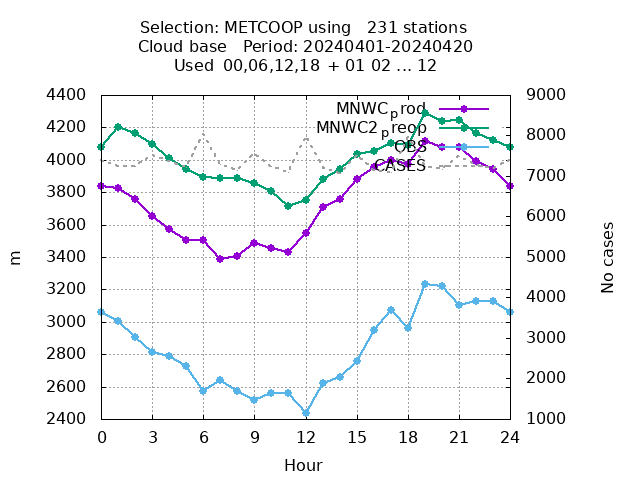 Selection: METCOOP using   231 stations
Cloud base   Period: 20240401-20240420
Used 00,06,12,18 + 01 02 ... 12
MNWC_prod
MNWC2_preop
OBS
CASES
4400
4200
4000
3800
3600
3400
3200
3000
2800
2600
2400
9000
8000
7000
6000
5000
4000
3000
2000
1000
m
No cases
0 3 6 9 12 15 18 21 24
Hour